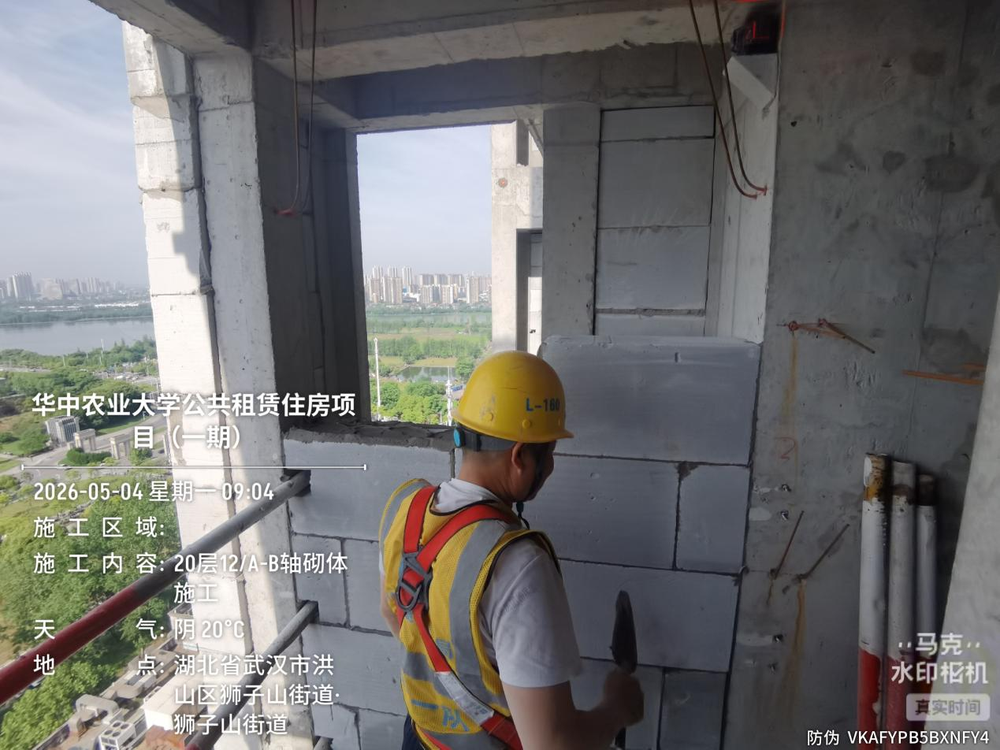 L-160
华中农业大学公共租赁住房项
目（一期）
2026-05-04 星期一 09:04
施工区域:
施工内容: 20层12/A-B轴砌体
施工
天气: 阴 20°C
地点: 湖北省武汉市洪
山区狮子山街道·
狮子山街道
一队
2
马克
水印相机
真实时间
防伪 VKAFYPB5BXNFY4